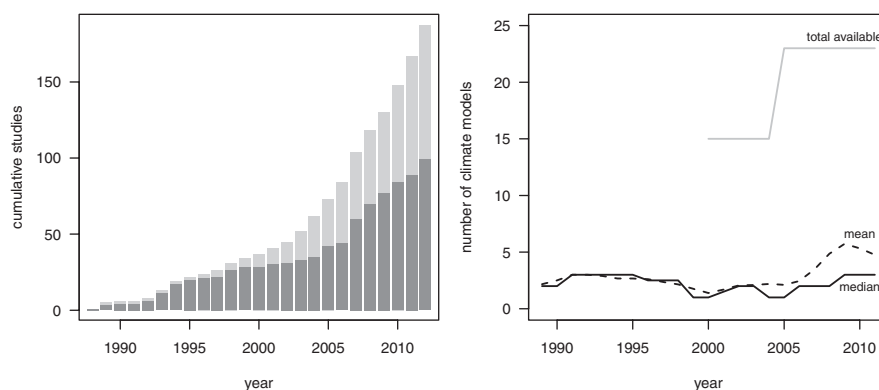 cumulative studies
150
100
50
0
1990
1995
2000
2005
2010
year
number of climate models
25
20
15
10
5
0
total available
mean
median
1990
1995
2000
2005
2010
year